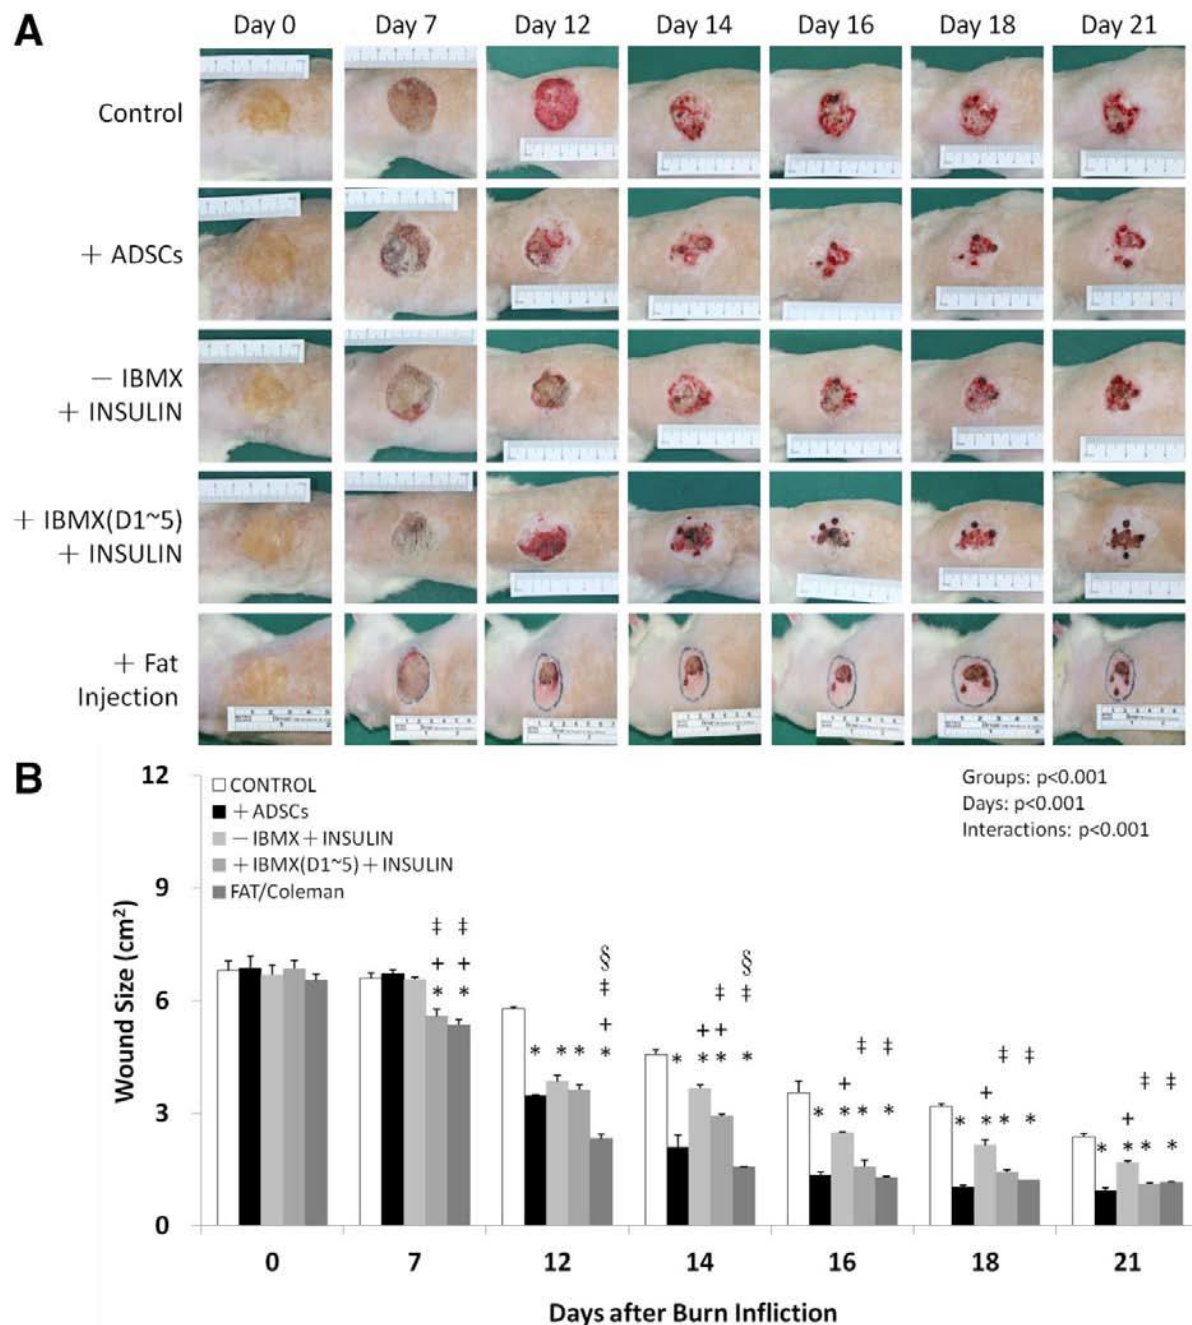 A
Day 0 Day 7 Day 12 Day 14 Day 16 Day 18 Day 21
Control
+ ADSCs
− IBMX
+ INSULIN
+ IBMX(D1~5)
+ INSULIN
+ Fat
Injection
B
Groups: p<0.001
Days: p<0.001
Interactions: p<0.001
CONTROL
+ ADSCs
− IBMX + INSULIN
+ IBMX(D1~5) + INSULIN
FAT/Coleman
Wound Size (cm²)
12
9
6
3
0
‡ ‡
+ +
* *
§
‡
+
* * * *
§
‡ ‡
+ +
* * * *
‡ ‡
+
* * * *
‡ ‡
+
* * * *
‡ ‡
+
* * * *
0 7 12 14 16 18 21
Days after Burn Infliction